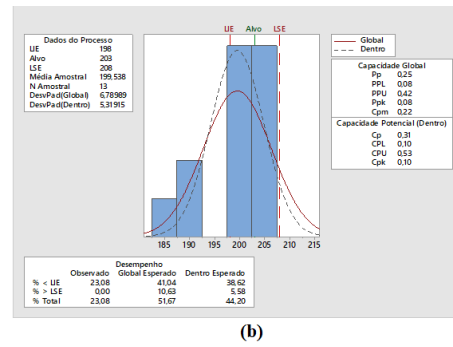 LIE Alvo LSE
Dados do Processo
LIE 198
Alvo 203
LSE 208
Média Amostral 199,538
N Amostral 13
DesvPad(Global) 6,78989
DesvPad(Dentro) 5,31915
Global
Dentro
Capacidade Global
Pp 0,25
PPL 0,08
PPU 0,42
Ppk 0,08
Cpm 0,22
Capacidade Potencial (Dentro)
Cp 0,31
CPL 0,10
CPU 0,53
Cpk 0,10
185 190 195 200 205 210 215
Desempenho
Observado Global Esperado Dentro Esperado
% < LIE 23,08 41,04 38,62
% > LSE 0,00 10,63 5,58
% Total 23,08 51,67 44,20
(b)